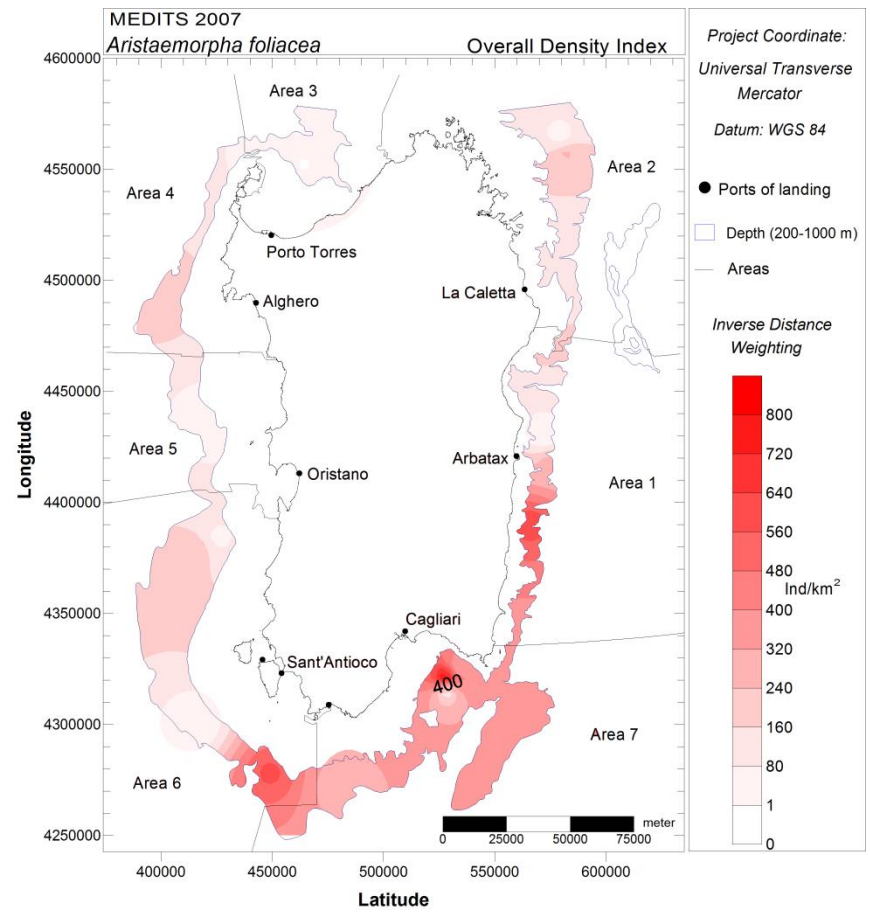 MEDITS 2007
Aristaemorpha foliacea
Overall Density Index
4600000
4550000
4500000
4450000
4400000
4350000
4300000
4250000
Longitude
400000
450000
500000
550000
600000
Latitude
Area 3
Area 2
Area 4
Porto Torres
Alghero
La Caletta
Area 5
Oristano
Arbatax
Area 1
Cagliari
Sant'Antioco
400
Area 7
Area 6
meter
0
25000
50000
75000
Project Coordinate:
Universal Transverse
Mercator
Datum: WGS 84
Ports of landing
Depth (200-1000 m)
Areas
Inverse Distance
Weighting
800
720
640
560
480
Ind/km²
400
320
240
160
80
1
0